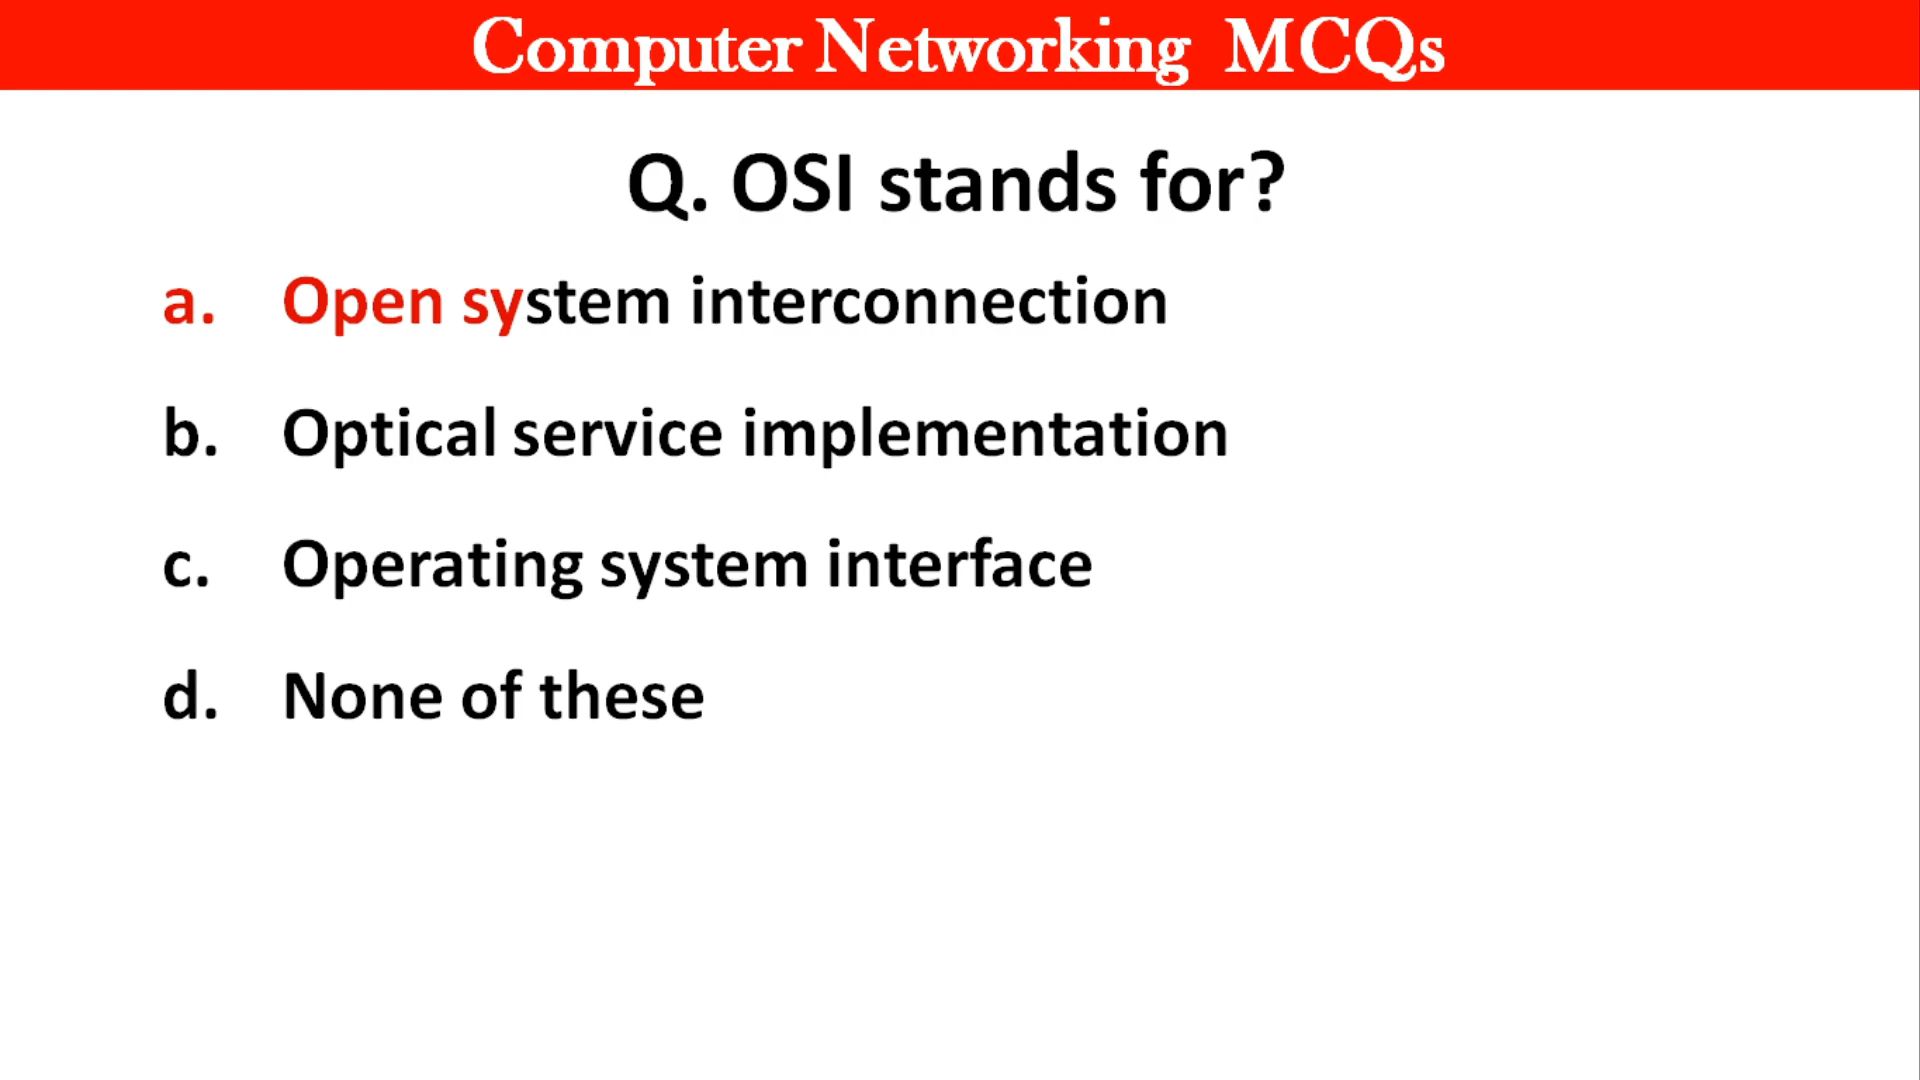 Computer Networking MCQs
Q. OSI stands for?
a. Open system interconnection
b. Optical service implementation
c. Operating system interface
d. None of these